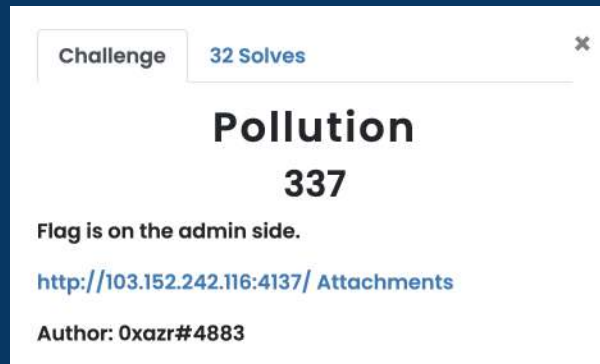 Challenge
32 Solves
×
Pollution
337
Flag is on the admin side.
http://103.152.242.116:4137/ Attachments
Author: 0xazr#4883